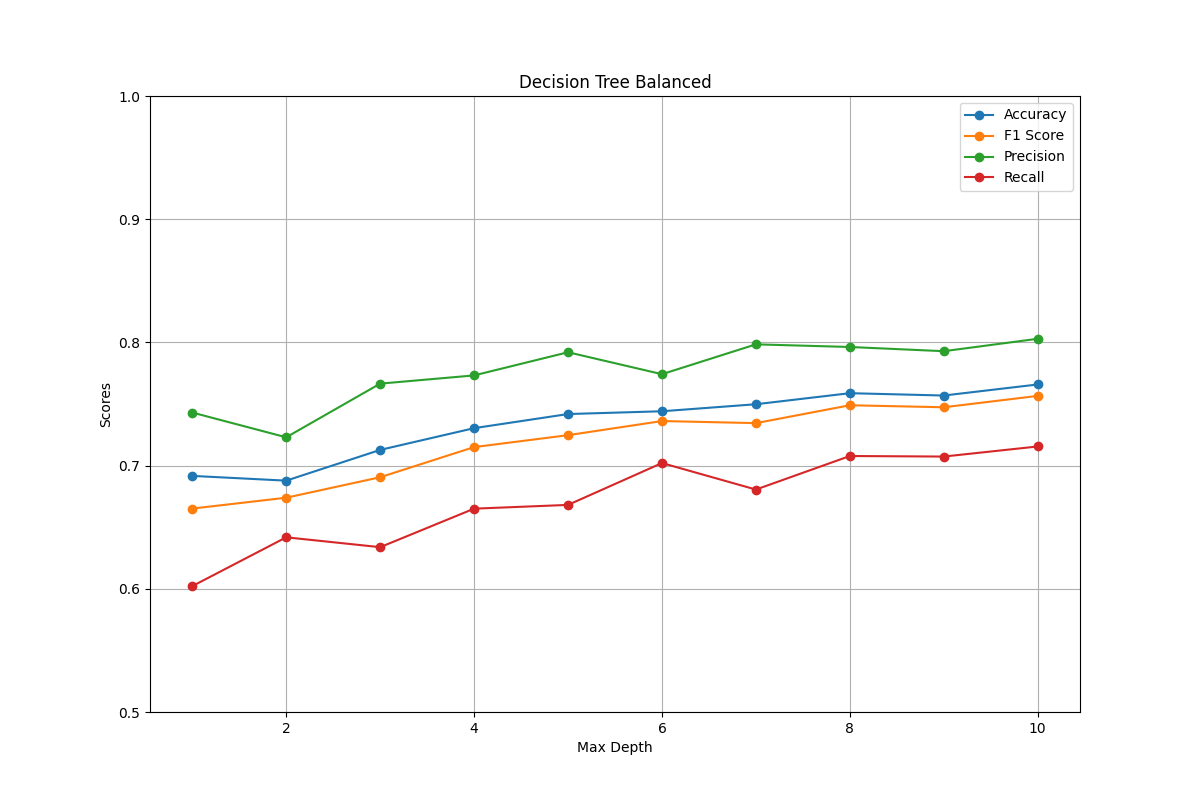 Decision Tree Balanced
1.0
0.9
0.8
0.7
0.6
0.5
Scores
2 4 6 8 10
Max Depth
Accuracy
F1 Score
Precision
Recall